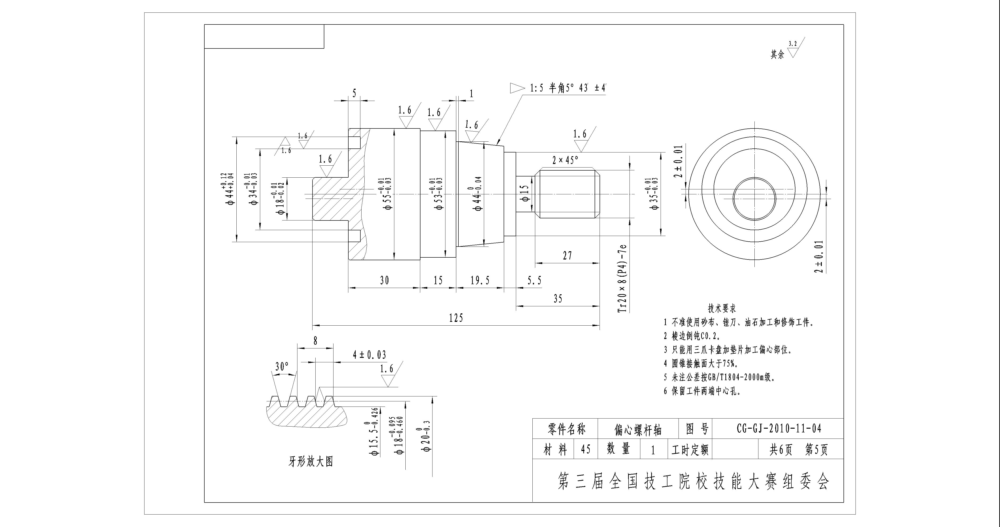 其余 3.2
1:5 半角5° 43′ ±4′
5
1
1.6
1.6
1.6
1.6
1.6
1.6
1.6
2×45°
φ44 +0.12 +0.04
φ34 -0.01 -0.03
φ18 -0.01 -0.02
φ55 -0.01 -0.03
φ53 -0.01 -0.03
φ44 0 -0.04
φ15
φ35 -0.01 -0.03
Tr20×8(P4)-7e
2±0.01
2±0.01
27
30
15
19.5
5.5
35
125
8
4±0.03
30°
1.6
φ15.5 0 -0.426
φ18 -0.095 -0.460
φ20 0 -0.3
牙形放大图
技术要求
1 不准使用砂布、锉刀、油石加工和修饰工件。
2 棱边倒钝C0.2。
3 只能用三爪卡盘加垫片加工偏心部位。
4 圆锥接触面大于75%。
5 未注公差按GB/T1804-2000m级。
6 保留工件两端中心孔。
零件名称 偏心螺杆轴 图 号 CG-GJ-2010-11-04
材 料 45 数 量 1 工时定额 共6页 第5页
第三届全国技工院校技能大赛组委会